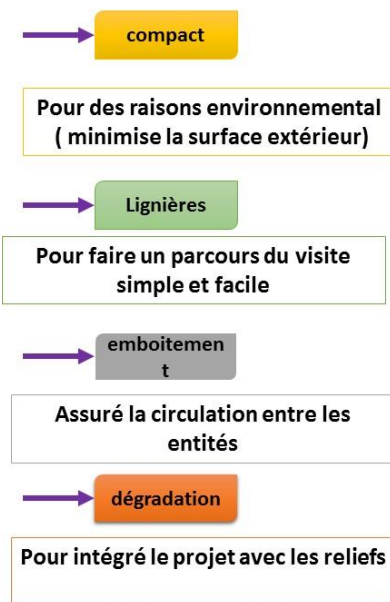 compact
Pour des raisons environnemental
( minimise la surface extérieur)
Lignières
Pour faire un parcours du visite
simple et facile
emboitemen
t
Assuré la circulation entre les
entités
dégradation
Pour intégré le projet avec les reliefs